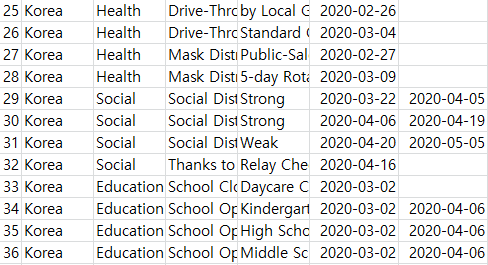 25 Korea Health Drive-Thro by Local G 2020-02-26
26 Korea Health Drive-Thro Standard O 2020-03-04
27 Korea Health Mask Distr Public-Sal 2020-02-27
28 Korea Health Mask Distr 5-day Rota 2020-03-09
29 Korea Social Social Dist Strong 2020-03-22 2020-04-05
30 Korea Social Social Dist Strong 2020-04-06 2020-04-19
31 Korea Social Social Dist Weak 2020-04-20 2020-05-05
32 Korea Social Thanks to Relay Che 2020-04-16
33 Korea Education School Clo Daycare C 2020-03-02
34 Korea Education School Op Kindergart 2020-03-02 2020-04-06
35 Korea Education School Op High Scho 2020-03-02 2020-04-06
36 Korea Education School Op Middle Sc 2020-03-02 2020-04-06